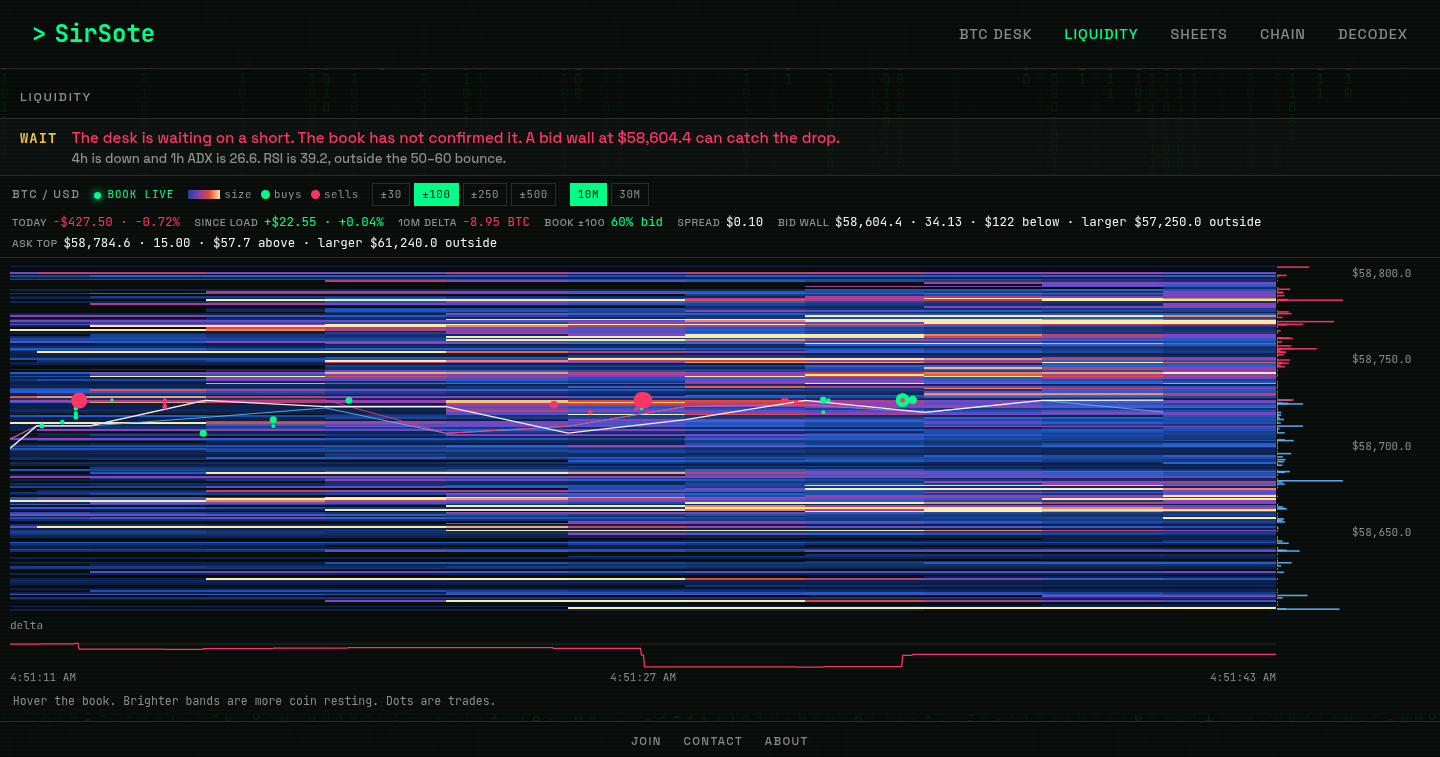 > SirSote
BTC DESK LIQUIDITY SHEETS CHAIN DECODEX
LIQUIDITY
WAIT The desk is waiting on a short. The book has not confirmed it. A bid wall at $58,604.4 can catch the drop.
4h is down and 1h ADX is 26.6. RSI is 39.2, outside the 50–60 bounce.
BTC / USD BOOK LIVE size buys sells ±30 ±100 ±250 ±500 10M 30M
TODAY -$427.50 · -0.72% SINCE LOAD +$22.55 · +0.04% 10M DELTA -8.95 BTC BOOK ±100 60% bid SPREAD $0.10 BID WALL $58,604.4 · 34.13 · $122 below · larger $57,250.0 outside
ASK TOP $58,784.6 · 15.00 · $57.7 above · larger $61,240.0 outside
$58,800.0
$58,750.0
$58,700.0
$58,650.0
delta
4:51:11 AM 4:51:27 AM 4:51:43 AM
Hover the book. Brighter bands are more coin resting. Dots are trades.
JOIN CONTACT ABOUT